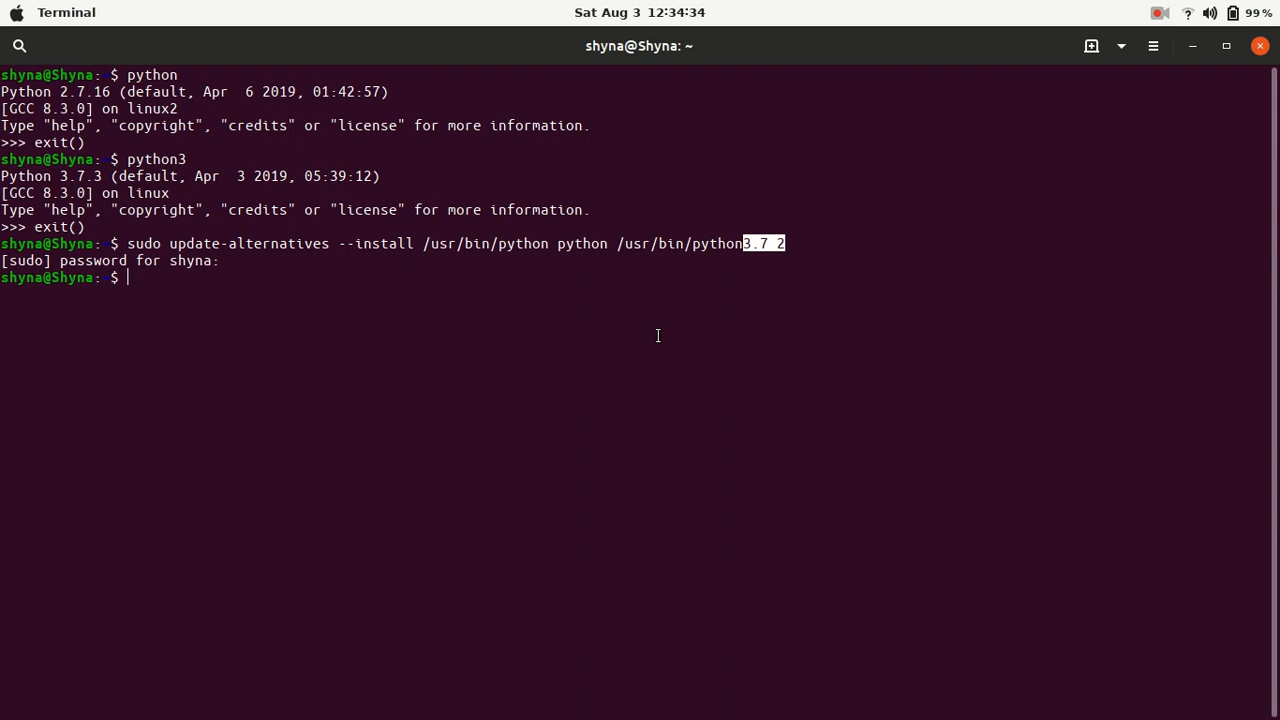 Terminal
Sat Aug 3 12:34:34
99%
shyna@Shyna: ~
shyna@Shyna:~$ python
Python 2.7.16 (default, Apr  6 2019, 01:42:57)
[GCC 8.3.0] on linux2
Type "help", "copyright", "credits" or "license" for more information.
>>> exit()
shyna@Shyna:~$ python3
Python 3.7.3 (default, Apr  3 2019, 05:39:12)
[GCC 8.3.0] on linux
Type "help", "copyright", "credits" or "license" for more information.
>>> exit()
shyna@Shyna:~$ sudo update-alternatives --install /usr/bin/python python /usr/bin/python3.7 2
[sudo] password for shyna:
shyna@Shyna:~$